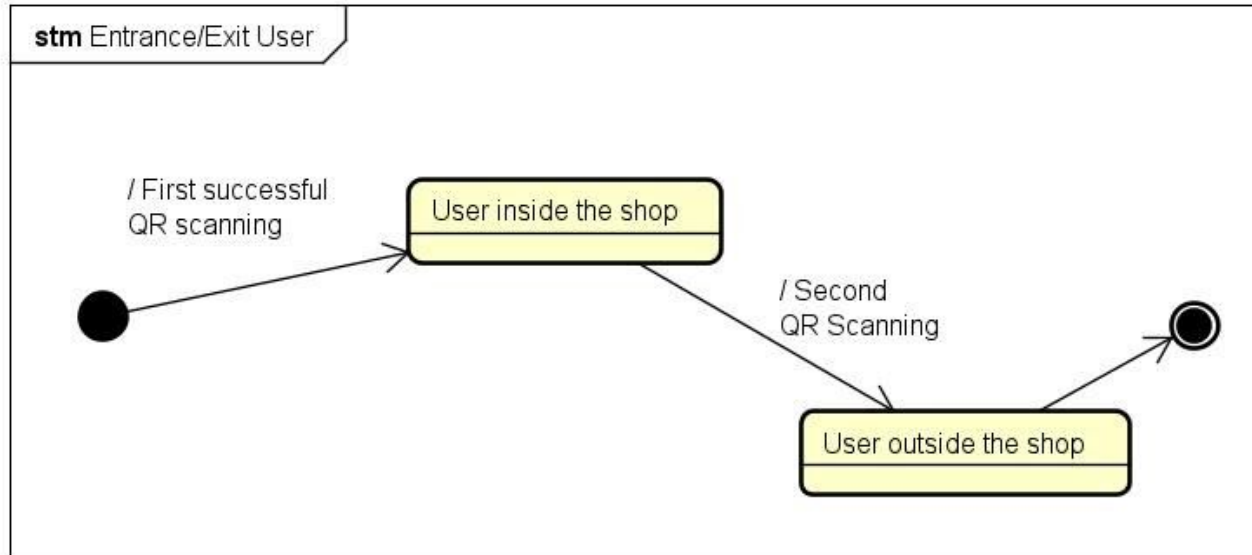 stm Entrance/Exit User
/ First successful
QR scanning
User inside the shop
/ Second
QR Scanning
User outside the shop